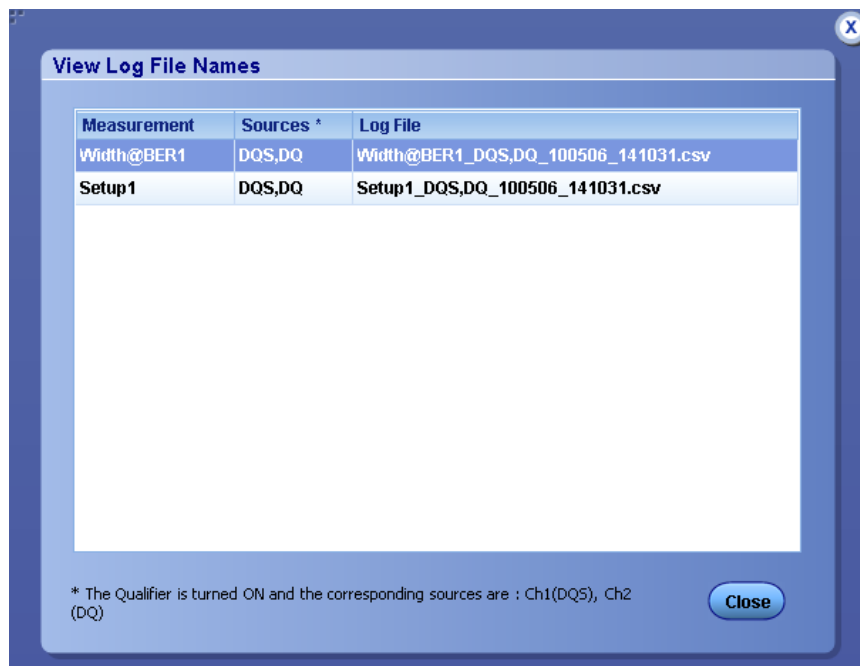 X
View Log File Names
Measurement Sources * Log File
Width@BER1 DQS,DQ Width@BER1_DQS,DQ_100506_141031.csv
Setup1 DQS,DQ Setup1_DQS,DQ_100506_141031.csv
* The Qualifier is turned ON and the corresponding sources are : Ch1(DQS), Ch2
(DQ)
Close